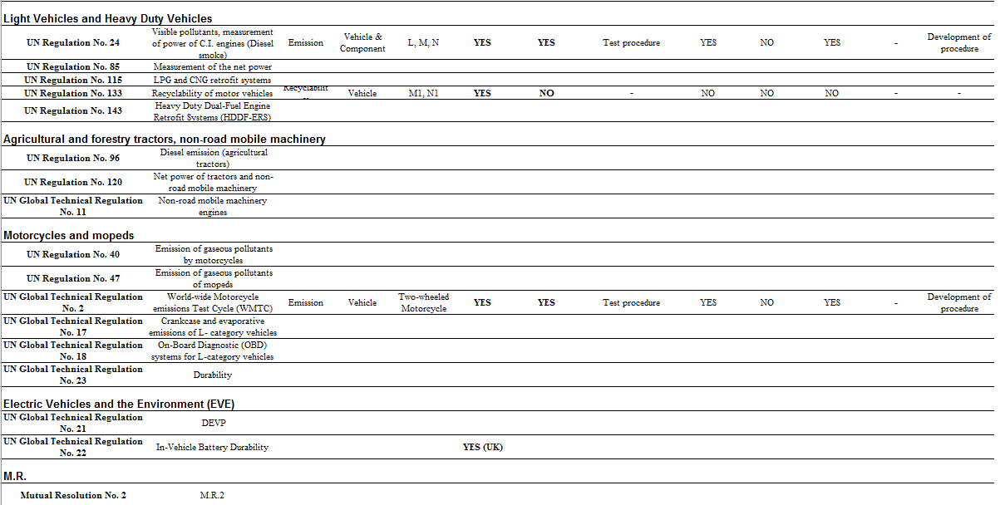 Light Vehicles and Heavy Duty Vehicles
UN Regulation No. 24 Visible pollutants, measurement of power of C.I. engines (Diesel smoke) Emission Vehicle & Component L, M, N YES YES Test procedure YES NO YES - Development of procedure
UN Regulation No. 85 Measurement of the net power
UN Regulation No. 115 LPG and CNG retrofit systems
UN Regulation No. 133 Recyclability of motor vehicles Recyclabilit Vehicle M1, N1 YES NO - NO NO NO - -
UN Regulation No. 143 Heavy Duty Dual-Fuel Engine Retrofit Systems (HDDF-ERS)
Agricultural and forestry tractors, non-road mobile machinery
UN Regulation No. 96 Diesel emission (agricultural tractors)
UN Regulation No. 120 Net power of tractors and non-road mobile machinery
UN Global Technical Regulation No. 11 Non-road mobile machinery engines
Motorcycles and mopeds
UN Regulation No. 40 Emission of gaseous pollutants by motorcycles
UN Regulation No. 47 Emission of gaseous pollutants of mopeds
UN Global Technical Regulation No. 2 World-wide Motorcycle emissions Test Cycle (WMTC) Emission Vehicle Two-wheeled Motorcycle YES YES Test procedure YES NO YES - Development of procedure
UN Global Technical Regulation No. 17 Crankcase and evaporative emissions of L- category vehicles
UN Global Technical Regulation No. 18 On-Board Diagnostic (OBD) systems for L-category vehicles
UN Global Technical Regulation No. 23 Durability
Electric Vehicles and the Environment (EVE)
UN Global Technical Regulation No. 21 DEVP
UN Global Technical Regulation No. 22 In-Vehicle Battery Durability YES (UK)
M.R.
Mutual Resolution No. 2 M.R.2